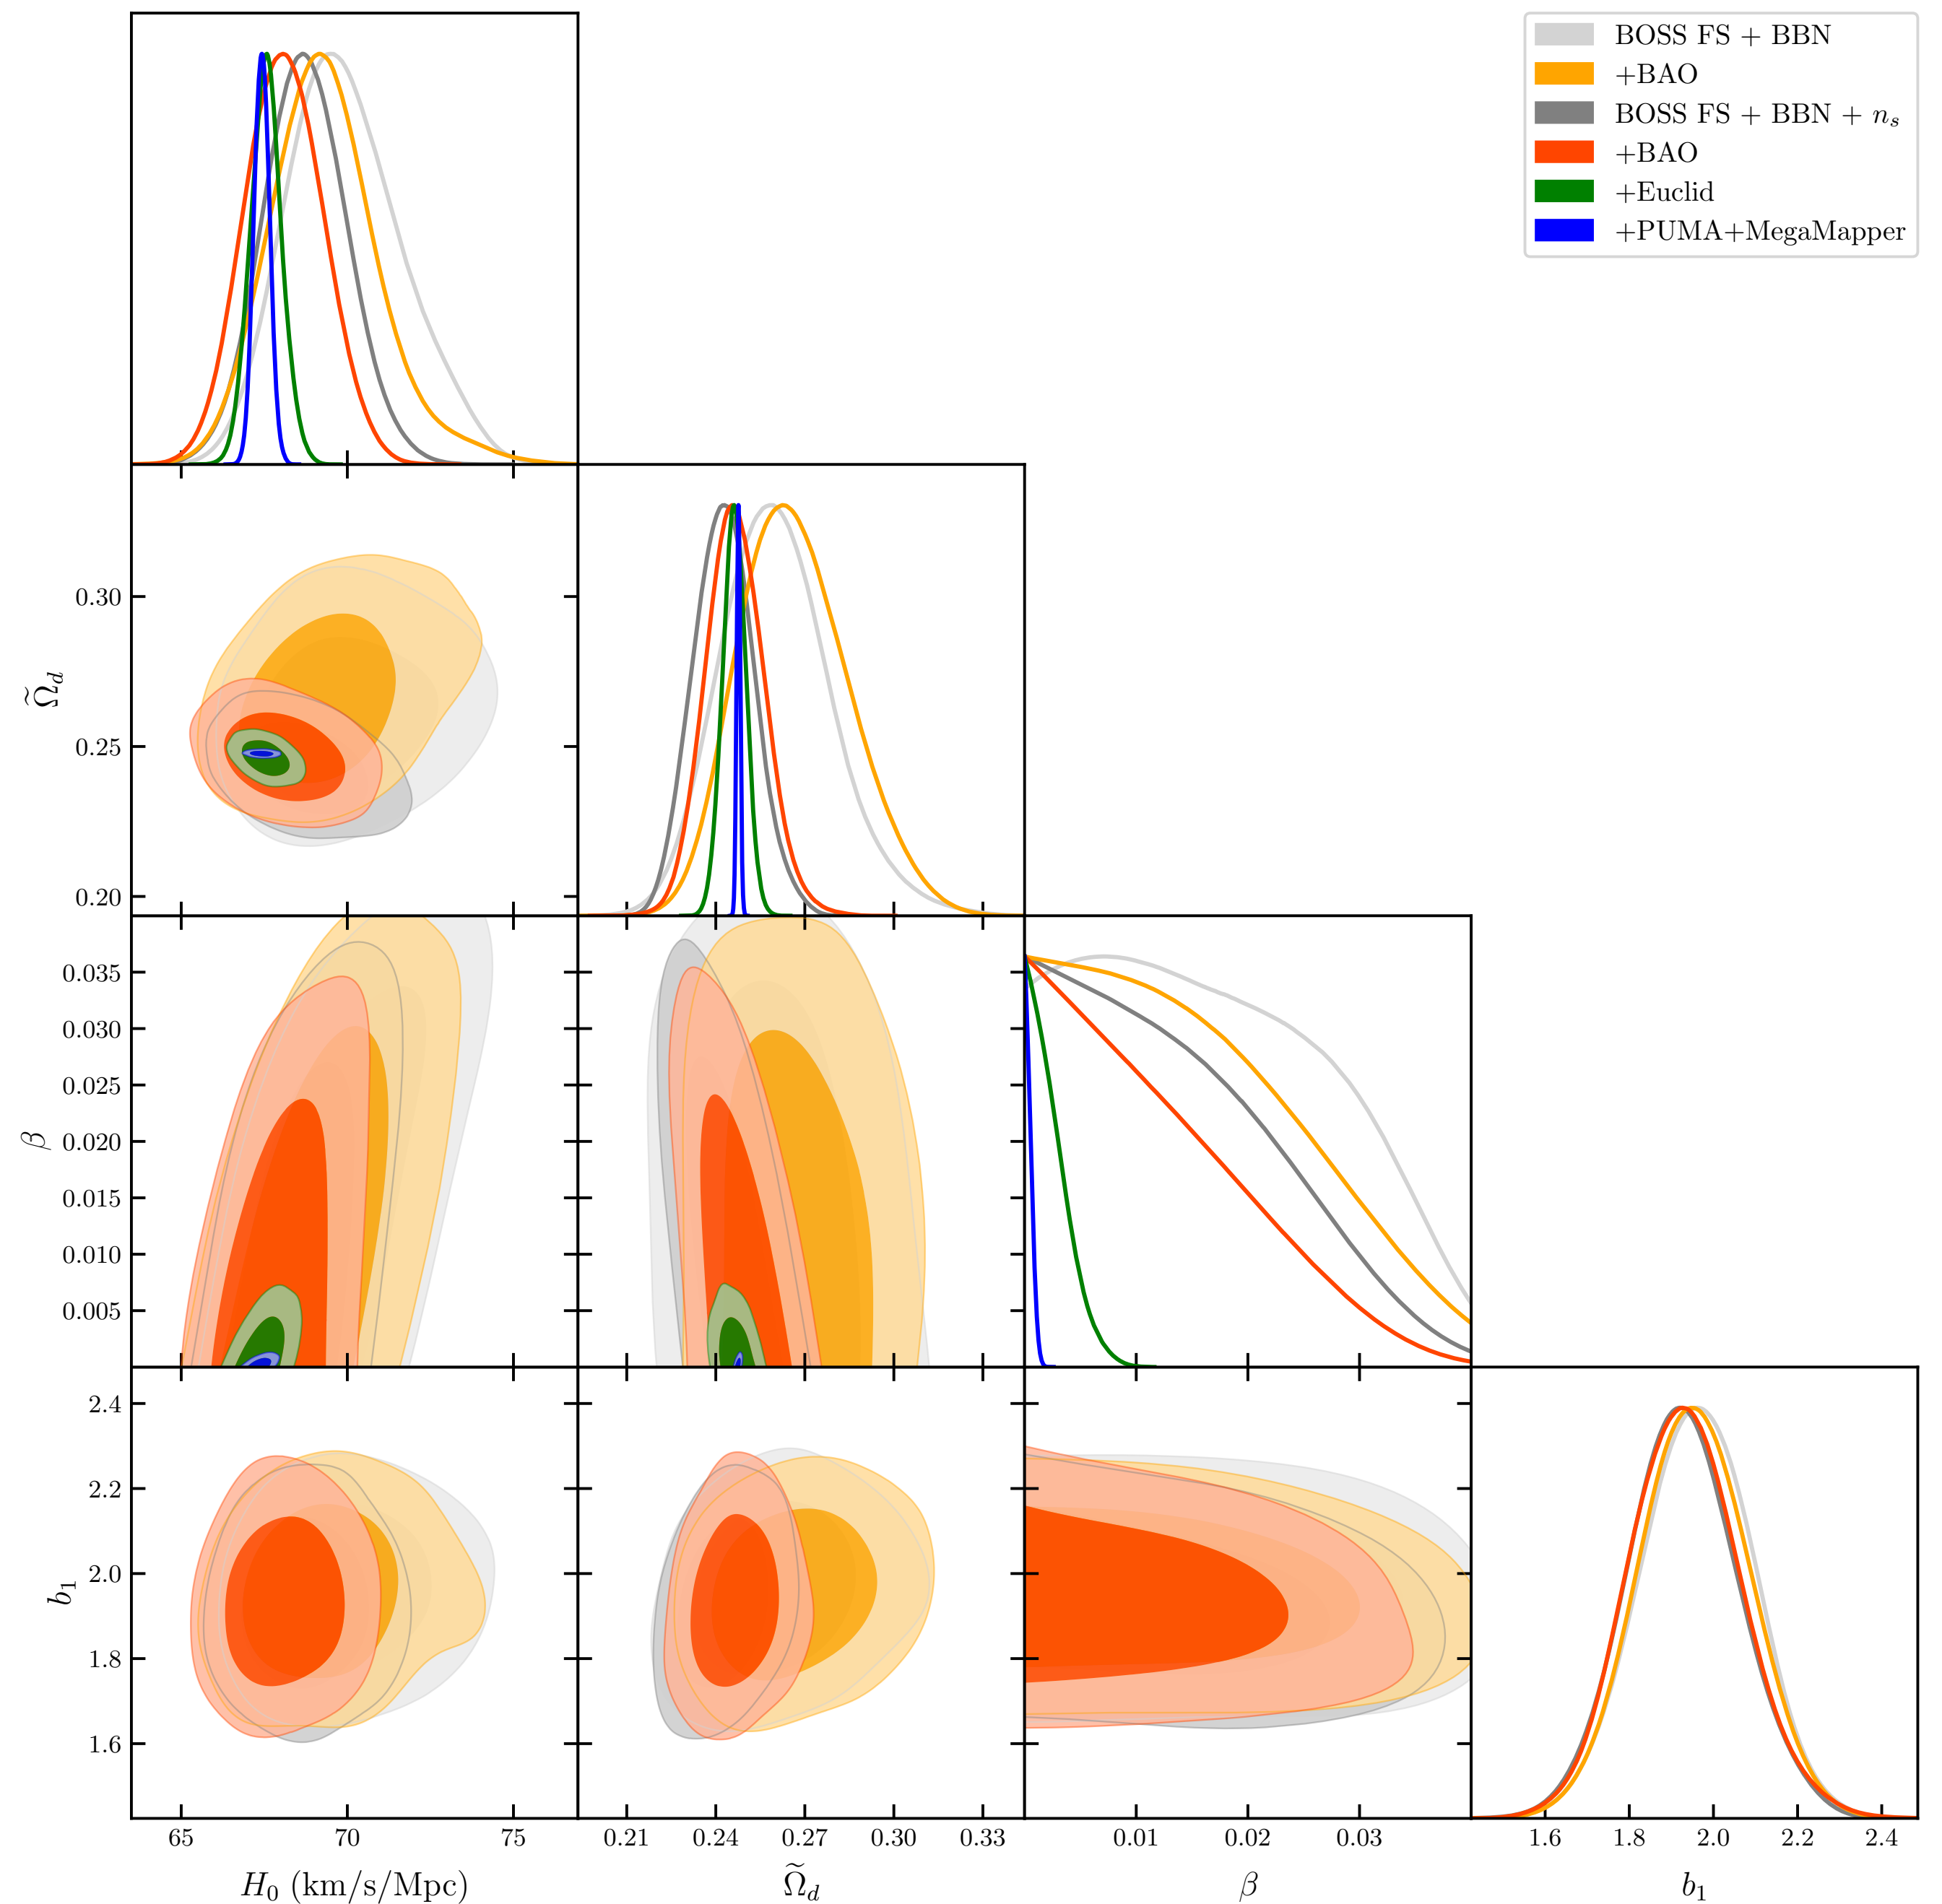 BOSS FS + BBN
+BAO
BOSS FS + BBN + n_s
+BAO
+Euclid
+PUMA+MegaMapper
0.30
0.25
0.20
Ω̃_d
0.035
0.030
0.025
0.020
0.015
0.010
0.005
β
2.4
2.2
2.0
1.8
1.6
b₁
65 70 75
0.21 0.24 0.27 0.30 0.33
0.01 0.02 0.03
1.6 1.8 2.0 2.2 2.4
H₀ (km/s/Mpc)
Ω̃_d
β
b₁